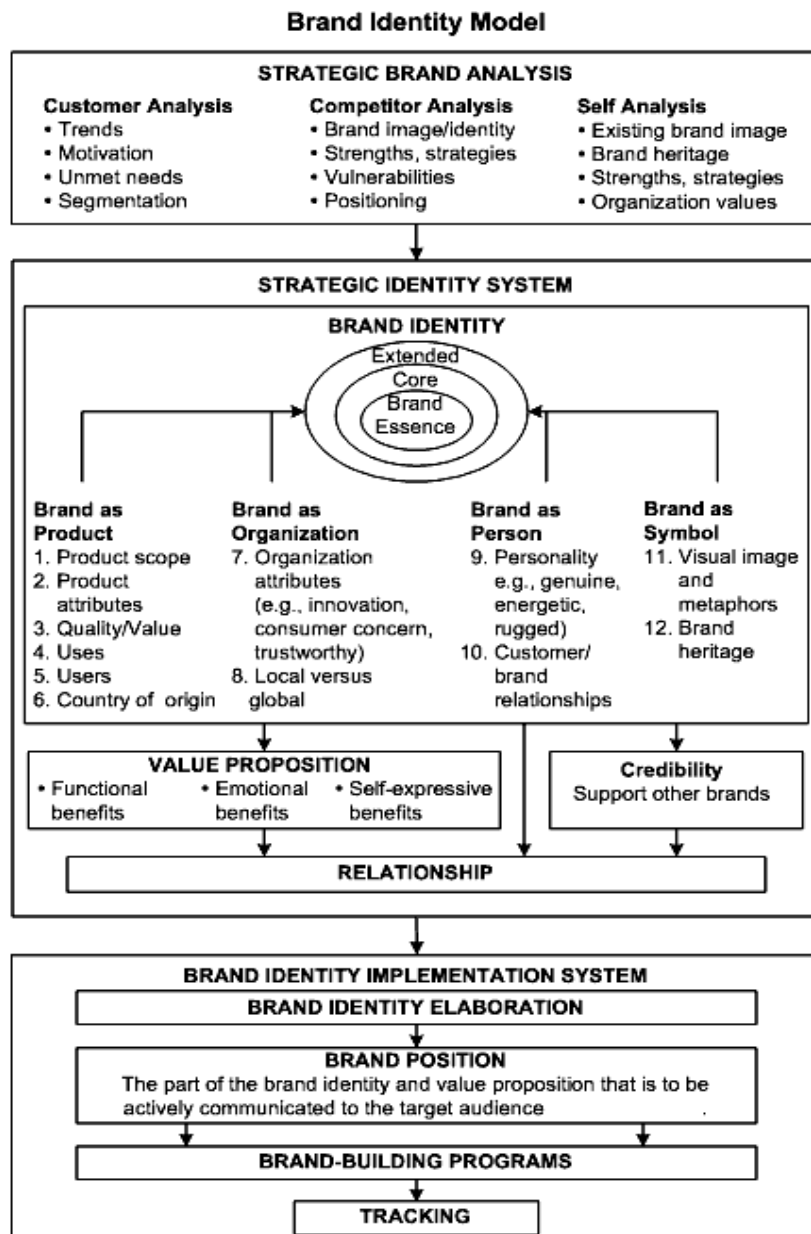 Brand Identity Model
STRATEGIC BRAND ANALYSIS
Customer Analysis
• Trends
• Motivation
• Unmet needs
• Segmentation
Competitor Analysis
• Brand image/identity
• Strengths, strategies
• Vulnerabilities
• Positioning
Self Analysis
• Existing brand image
• Brand heritage
• Strengths, strategies
• Organization values
STRATEGIC IDENTITY SYSTEM
BRAND IDENTITY
Extended
Core
Brand
Essence
Brand as
Product
1. Product scope
2. Product
attributes
3. Quality/Value
4. Uses
5. Users
6. Country of origin
Brand as
Organization
7. Organization
attributes
(e.g., innovation,
consumer concern,
trustworthy)
8. Local versus
global
Brand as
Person
9. Personality
e.g., genuine,
energetic,
rugged)
10. Customer/
brand
relationships
Brand as
Symbol
11. Visual image
and
metaphors
12. Brand
heritage
VALUE PROPOSITION
• Functional
benefits
• Emotional
benefits
• Self-expressive
benefits
Credibility
Support other brands
RELATIONSHIP
BRAND IDENTITY IMPLEMENTATION SYSTEM
BRAND IDENTITY ELABORATION
BRAND POSITION
The part of the brand identity and value proposition that is to be
actively communicated to the target audience .
BRAND-BUILDING PROGRAMS
TRACKING